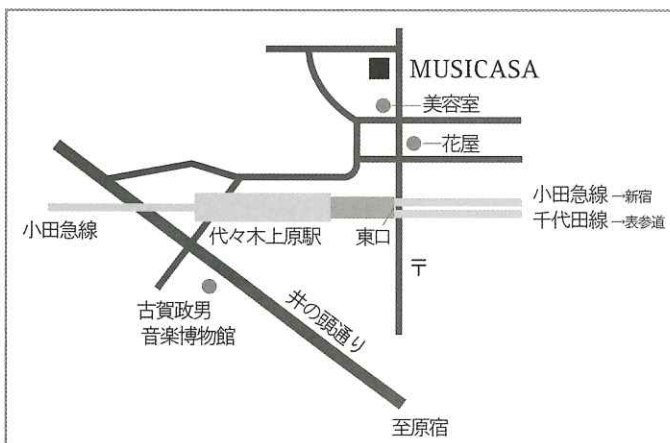 MUSICASA
美容室
花屋
小田急線→新宿
千代田線→表参道
小田急線
代々木上原駅
東口
〒
古賀政男
音楽博物館
井の頭通り
至原宿